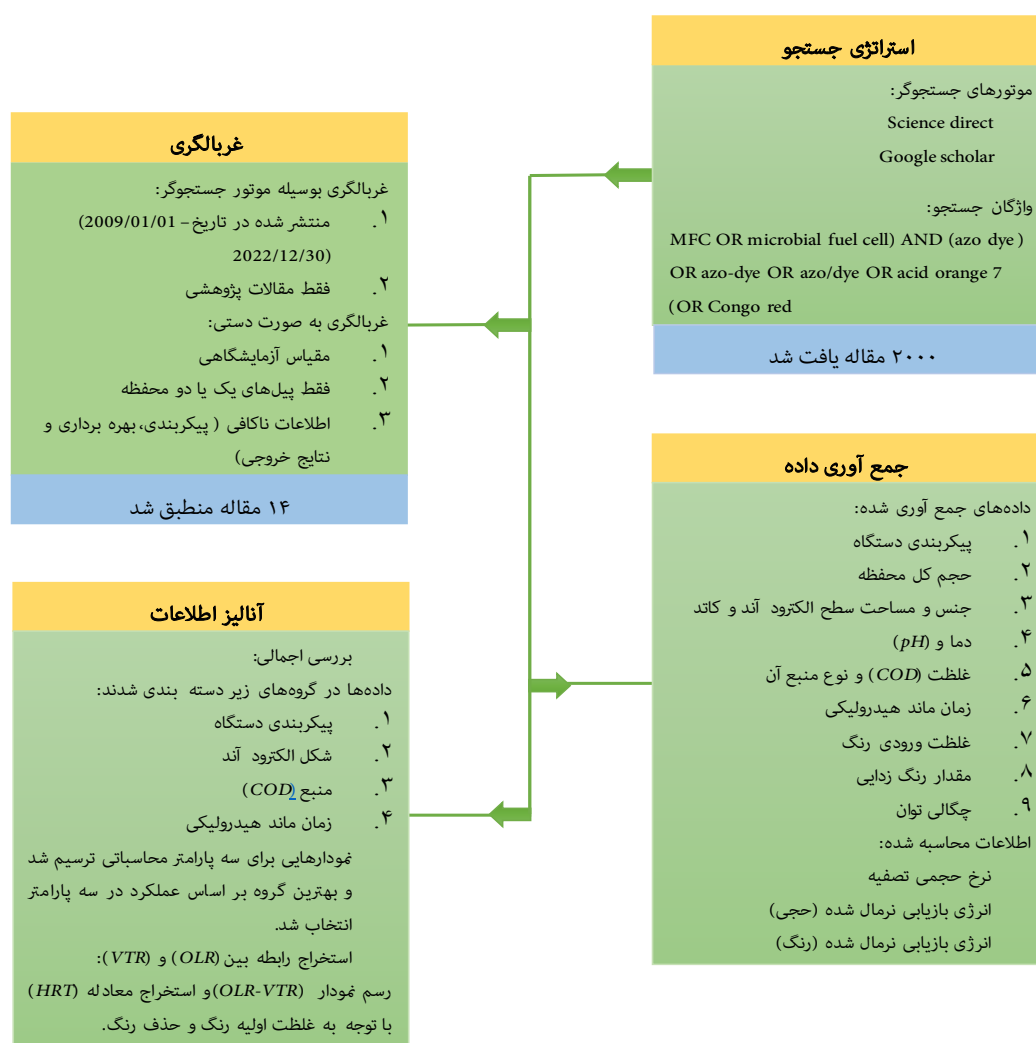 استراتژی جستجو
موتورهای جستجوگر:
Science direct
Google scholar
واژگان جستجو:
MFC OR microbial fuel cell) AND (azo dye )
OR azo-dye OR azo/dye OR acid orange 7
(OR Congo red
۲۰۰۰ مقاله یافت شد
غربالگری
غربالگری بوسیله موتور جستجوگر:
۱. منتشر شده در تاریخ – 2009/01/01)
2022/12/30)
۲. فقط مقالات پژوهشی
غربالگری به صورت دستی:
۱. مقیاس آزمایشگاهی
۲. فقط پیل‌های یک یا دو محفظه
۳. اطلاعات ناکافی ( پیکربندی، بهره برداری و
نتایج خروجی)
۱۴ مقاله منطبق شد
جمع آوری داده
داده‌های جمع آوری شده:
۱. پیکربندی دستگاه
۲. حجم کل محفظه
۳. جنس و مساحت سطح الکترود آند و کاتد
۴. دما و (pH)
۵. غلظت (COD) و نوع منبع آن
۶. زمان ماند هیدرولیکی
۷. غلظت ورودی رنگ
۸. مقدار رنگ زدایی
۹. چگالی توان
اطلاعات محاسبه شده:
نرخ حجمی تصفیه
انرژی بازیابی نرمال شده (حجی)
انرژی بازیابی نرمال شده (رنگ)
آنالیز اطلاعات
بررسی اجمالی:
داده‌ها در گروه‌های زیر دسته بندی شدند:
۱. پیکربندی دستگاه
۲. شکل الکترود آند
۳. منبع (COD)
۴. زمان ماند هیدرولیکی
نمودارهایی برای سه پارامتر محاسباتی ترسیم شد
و بهترین گروه بر اساس عملکرد در سه پارامتر
انتخاب شد.
استخراج رابطه بین (OLR) و (VTR):
رسم نمودار (OLR-VTR)و استخراج معادله (HRT)
با توجه به غلظت اولیه رنگ و حذف رنگ.